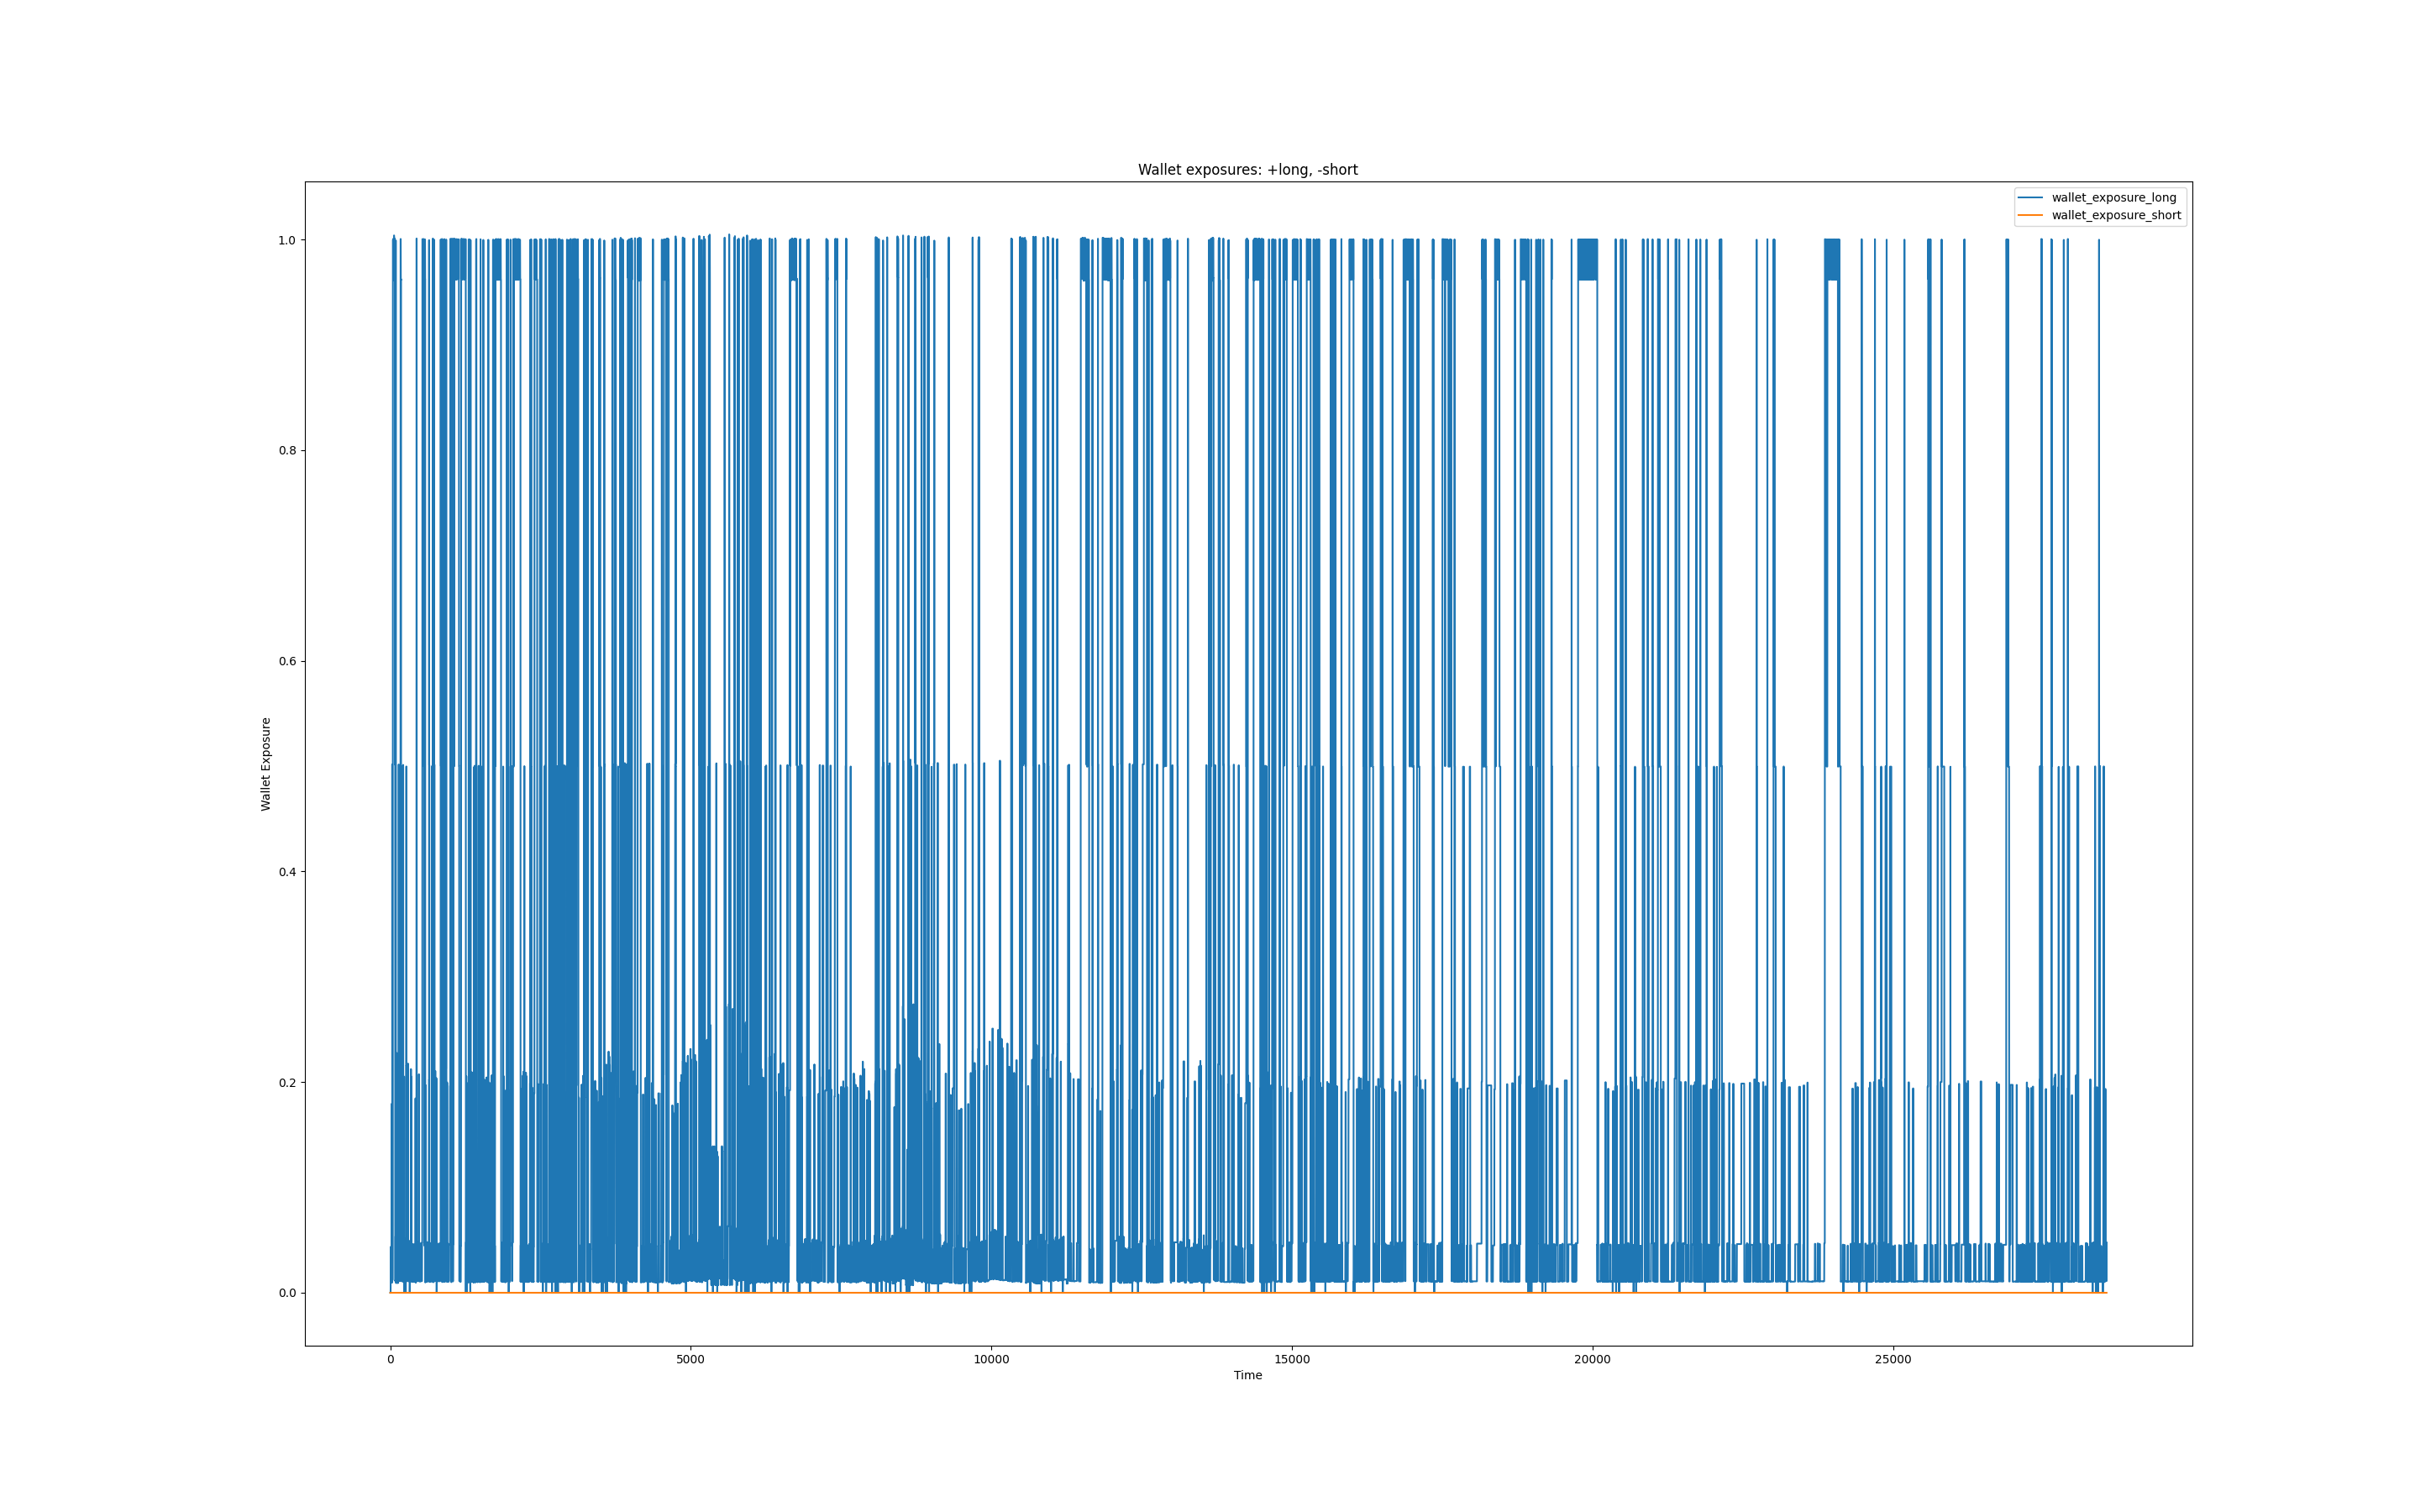 Wallet exposures: +long, -short
wallet_exposure_long
wallet_exposure_short
1.0
0.8
0.6
0.4
0.2
0.0
Wallet Exposure
0 5000 10000 15000 20000 25000
Time